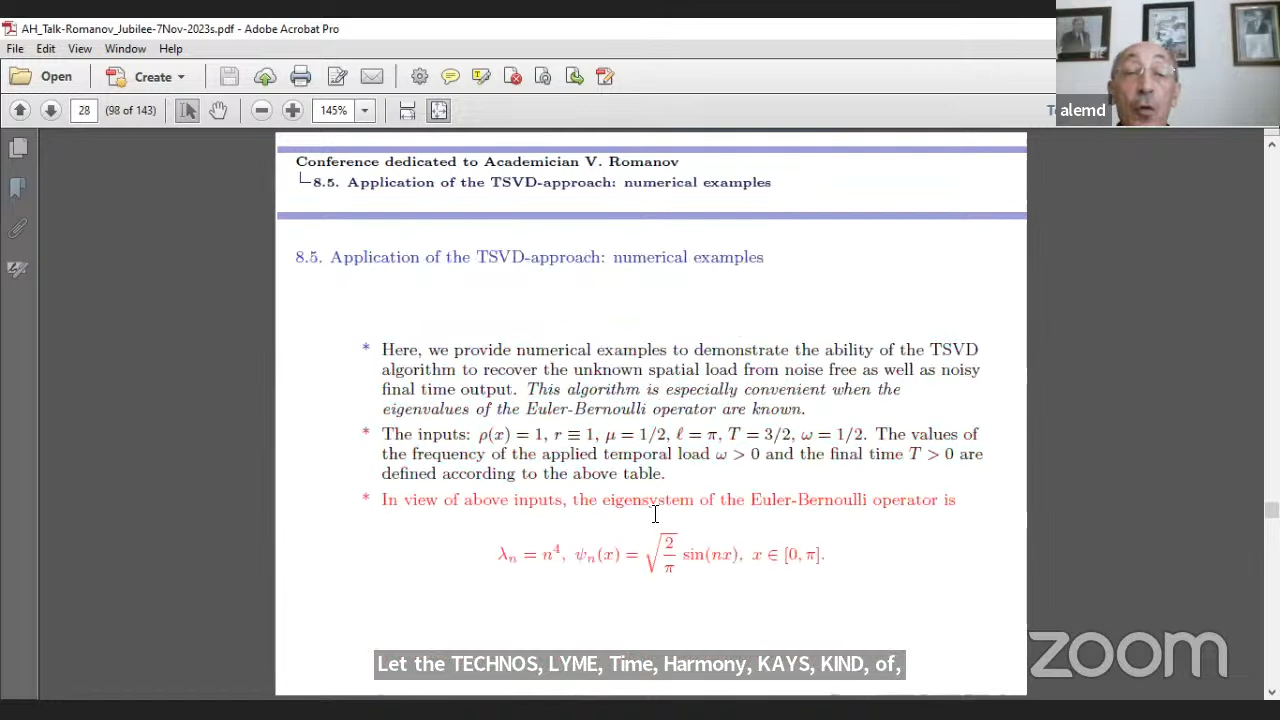 AH_Talk-Romanov_Jubilee-7Nov-2023s.pdf - Adobe Acrobat Pro
File Edit View Window Help
Open Create
28 (98 of 143) 145%
alemd
Conference dedicated to Academician V. Romanov
8.5. Application of the TSVD-approach: numerical examples
8.5. Application of the TSVD-approach: numerical examples
* Here, we provide numerical examples to demonstrate the ability of the TSVD
algorithm to recover the unknown spatial load from noise free as well as noisy
final time output. This algorithm is especially convenient when the
eigenvalues of the Euler-Bernoulli operator are known.
* The inputs: ρ(x) = 1, r ≡ 1, μ = 1/2, ℓ = π, T = 3/2, ω = 1/2. The values of
the frequency of the applied temporal load ω > 0 and the final time T > 0 are
defined according to the above table.
* In view of above inputs, the eigensystem of the Euler-Bernoulli operator is
λₙ = n⁴, ψₙ(x) = √(2/π) sin(nx), x ∈ [0, π].
Let the TECHNOS, LYME, Time, Harmony, KAYS, KIND, of,
zoom